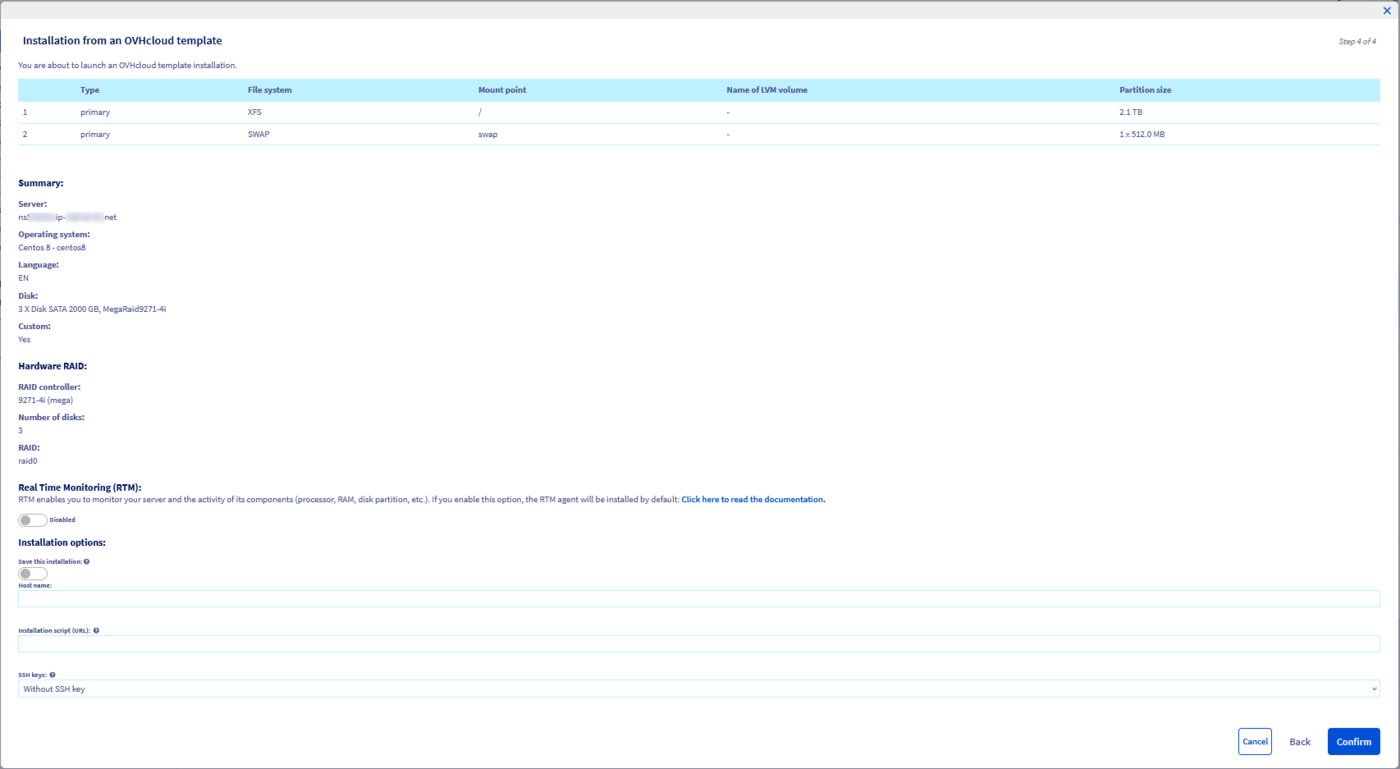 Installation from an OVHcloud template
Step 4 of 4
You are about to launch an OVHcloud template installation.
Type File system Mount point Name of LVM volume Partition size
1 primary XFS / - 2.1 TB
2 primary SWAP swap - 1 x 512.0 MB
Summary:
Server:
ns ip- net
Operating system:
Centos 8 - centos8
Language:
EN
Disk:
3 X Disk SATA 2000 GB, MegaRaid9271-4i
Custom:
Yes
Hardware RAID:
RAID controller:
9271-4i (mega)
Number of disks:
3
RAID:
raid0
Real Time Monitoring (RTM):
RTM enables you to monitor your server and the activity of its components (processor, RAM, disk partition, etc.). If you enable this option, the RTM agent will be installed by default: Click here to read the documentation.
Disabled
Installation options:
Save this installation:
Host name:
Installation script (URL):
SSH keys:
Without SSH key
Cancel Back Confirm